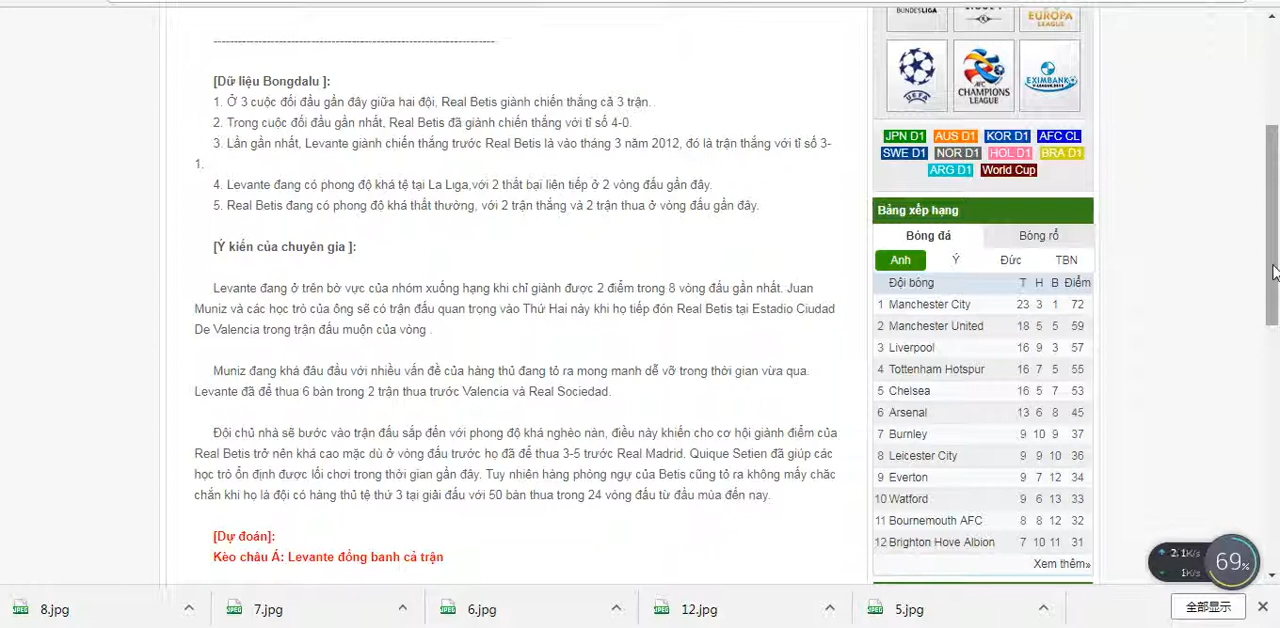 BUNDESLIGA
EUROPA
LEAGUE
UEFA
AFC
CHAMPIONS
LEAGUE
EXIMBANK
JPN D1 AUS D1 KOR D1 AFC CL
SWE D1 NOR D1 HOL D1 BRA D1
ARG D1 World Cup
[Dữ liệu Bongdalu ]:
1. Ở 3 cuộc đối đầu gần đây giữa hai đội, Real Betis giành chiến thắng cả 3 trận.
2. Trong cuộc đối đầu gần nhất, Real Betis đã giành chiến thắng với tỉ số 4-0.
3. Lần gần nhất, Levante giành chiến thắng trước Real Betis là vào tháng 3 năm 2012, đó là trận thắng với tỉ số 3-
1.
4. Levante đang có phong độ khá tệ tại La Liga,với 2 thất bại liên tiếp ở 2 vòng đấu gần đây.
5. Real Betis đang có phong độ khá thất thường, với 2 trận thắng và 2 trận thua ở vòng đấu gần đây.
[Ý kiến của chuyên gia ]:
Levante đang ở trên bờ vực của nhóm xuống hạng khi chỉ giành được 2 điểm trong 8 vòng đấu gần nhất. Juan
Muniz và các học trò của ông sẽ có trận đấu quan trọng vào Thứ Hai này khi họ tiếp đón Real Betis tại Estadio Ciudad
De Valencia trong trận đấu muộn của vòng .
Muniz đang khá đâu đầu với nhiều vấn đề của hàng thủ đang tỏ ra mong manh dễ vỡ trong thời gian vừa qua.
Levante đã để thua 6 bàn trong 2 trận thua trước Valencia và Real Sociedad.
Đội chủ nhà sẽ bước vào trận đấu sắp đến với phong độ khá nghèo nàn, điều này khiến cho cơ hội giành điểm của
Real Betis trở nên khá cao mặc dù ở vòng đấu trước họ đã để thua 3-5 trước Real Madrid. Quique Setien đã giúp các
học trò ổn định được lối chơi trong thời gian gần đây. Tuy nhiên hàng phòng ngự của Betis cũng tỏ ra không mấy chắc
chắn khi họ là đội có hàng thủ tệ thứ 3 tại giải đấu với 50 bàn thua trong 24 vòng đấu từ đầu mùa đến nay.
[Dự đoán]:
Kèo châu Á: Levante đồng banh cả trận
Bảng xếp hạng
Bóng đá Bóng rổ
Anh Ý Đức TBN
Đội bóng T H B Điểm
1 Manchester City 23 3 1 72
2 Manchester United 18 5 5 59
3 Liverpool 16 9 3 57
4 Tottenham Hotspur 16 7 5 55
5 Chelsea 16 5 7 53
6 Arsenal 13 6 8 45
7 Burnley 9 10 9 37
8 Leicester City 9 9 10 36
9 Everton 9 7 12 34
10 Watford 9 6 13 33
11 Bournemouth AFC 8 8 12 32
12 Brighton Hove Albion 7 10 11 31
Xem thêm»
2.1K/s
1K/s
69%
8.jpg 7.jpg 6.jpg 12.jpg 5.jpg 全部显示